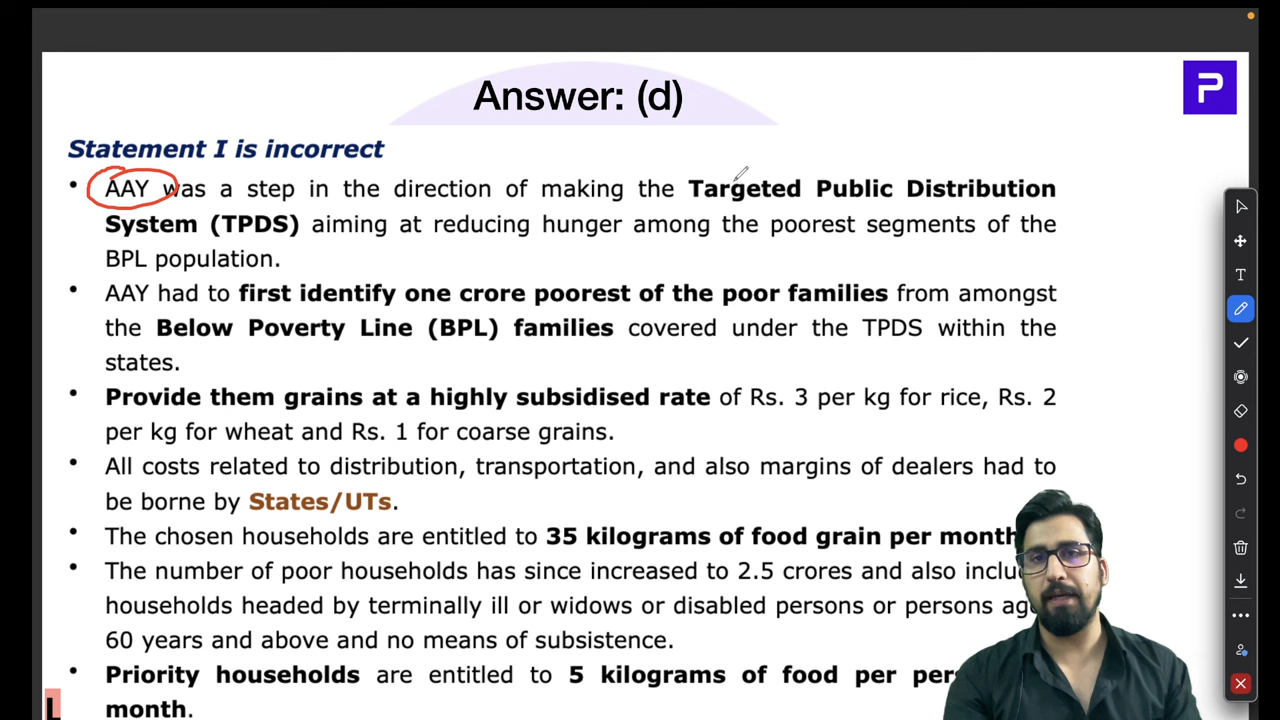 Answer: (d)
P
Statement I is incorrect
• AAY was a step in the direction of making the Targeted Public Distribution
System (TPDS) aiming at reducing hunger among the poorest segments of the
BPL population.
• AAY had to first identify one crore poorest of the poor families from amongst
the Below Poverty Line (BPL) families covered under the TPDS within the
states.
• Provide them grains at a highly subsidised rate of Rs. 3 per kg for rice, Rs. 2
per kg for wheat and Rs. 1 for coarse grains.
• All costs related to distribution, transportation, and also margins of dealers had to
be borne by States/UTs.
• The chosen households are entitled to 35 kilograms of food grain per month
• The number of poor households has since increased to 2.5 crores and also
households headed by terminally ill or widows or disabled persons or persons
60 years and above and no means of subsistence.
• Priority households are entitled to 5 kilograms of food per
month.
L
T